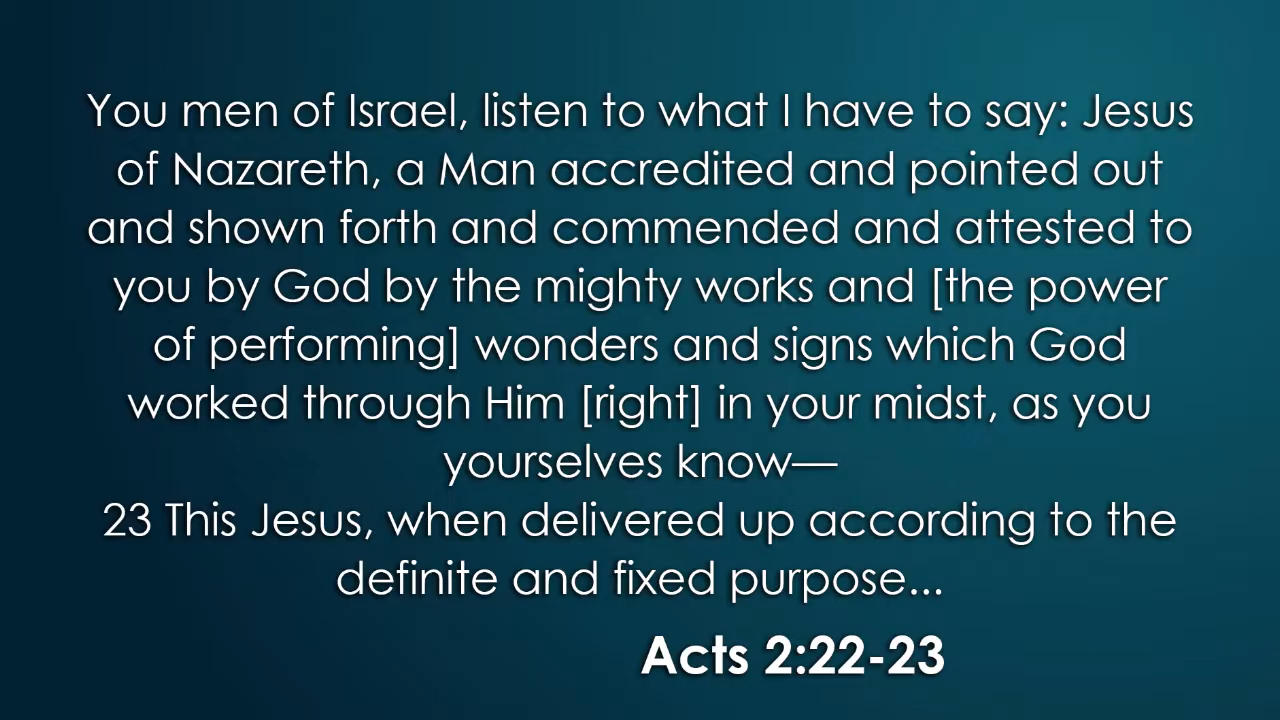 You men of Israel, listen to what I have to say: Jesus
of Nazareth, a Man accredited and pointed out
and shown forth and commended and attested to
you by God by the mighty works and [the power
of performing] wonders and signs which God
worked through Him [right] in your midst, as you
yourselves know—
23 This Jesus, when delivered up according to the
definite and fixed purpose...
Acts 2:22-23